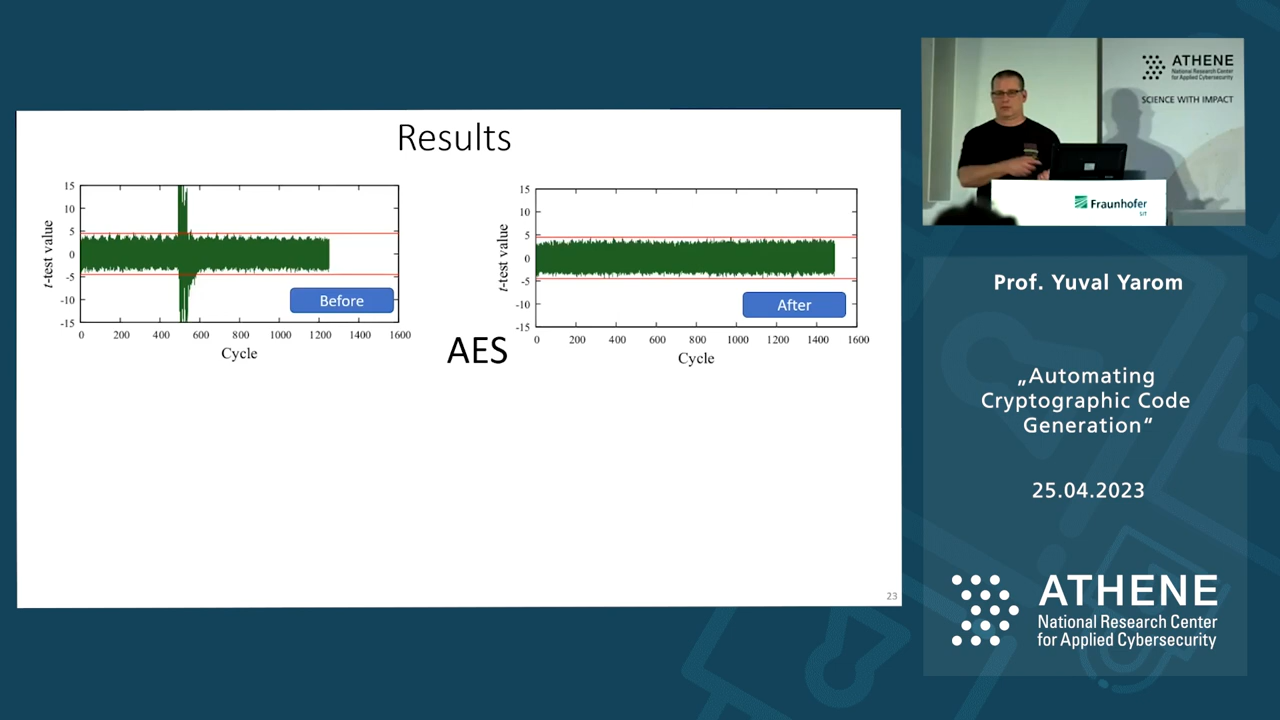 Results
15
10
5
0
-5
-10
-15
t-test value
0 200 400 600 800 1000 1200 1400 1600
Cycle
Before
15
10
5
0
-5
-10
-15
t-test value
0 200 400 600 800 1000 1200 1400 1600
Cycle
After
AES
23
ATHENE
National Research Center
for Applied Cybersecurity
SCIENCE WITH IMPACT
Fraunhofer
SIT
Prof. Yuval Yarom
„Automating
Cryptographic Code
Generation“
25.04.2023
ATHENE
National Research Center
for Applied Cybersecurity